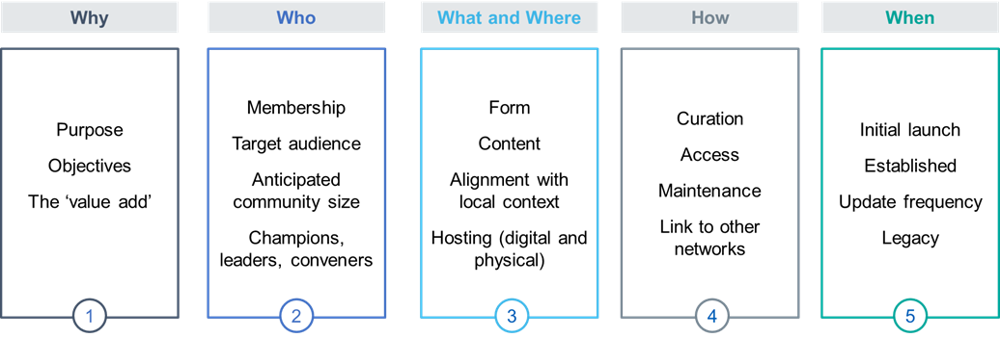 Why
Purpose
Objectives
The ‘value add’
1
Who
Membership
Target audience
Anticipated
community size
Champions,
leaders, conveners
2
What and Where
Form
Content
Alignment with
local context
Hosting (digital and
physical)
3
How
Curation
Access
Maintenance
Link to other
networks
4
When
Initial launch
Established
Update frequency
Legacy
5